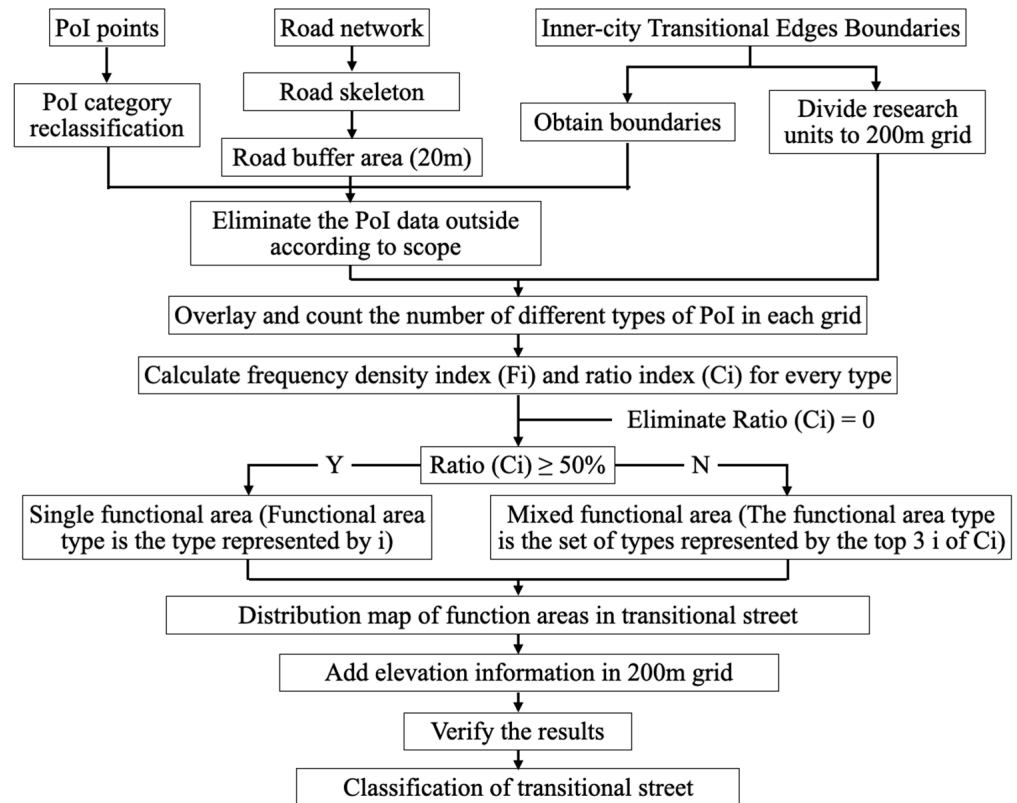 PoI points
Road network
Inner-city Transitional Edges Boundaries
PoI category
reclassification
Road skeleton
Obtain boundaries
Divide research
units to 200m grid
Road buffer area (20m)
Eliminate the PoI data outside
according to scope
Overlay and count the number of different types of PoI in each grid
Calculate frequency density index (Fi) and ratio index (Ci) for every type
Eliminate Ratio (Ci) = 0
Y
Ratio (Ci) ≥ 50%
N
Single functional area (Functional area
type is the type represented by i)
Mixed functional area (The functional area type
is the set of types represented by the top 3 i of Ci)
Distribution map of function areas in transitional street
Add elevation information in 200m grid
Verify the results
Classification of transitional street